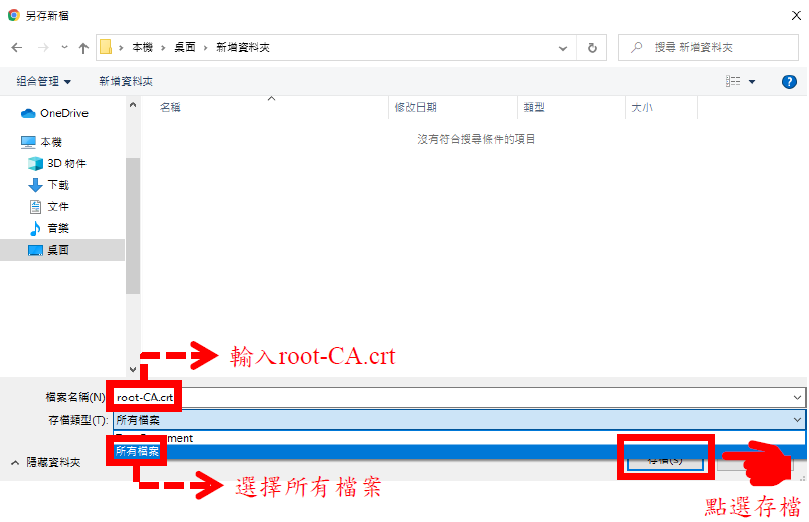 另存新檔
本機 › 桌面 › 新增資料夾
搜尋 新增資料夾
組合管理
新增資料夾
名稱
修改日期
類型
大小
OneDrive
沒有符合搜尋條件的項目
本機
3D 物件
下載
文件
音樂
桌面
輸入root-CA.crt
檔案名稱(N):
root-CA.crt
存檔類型(T):
所有檔案
所有檔案
隱藏資料夾
存檔(S)
選擇所有檔案
點選存檔